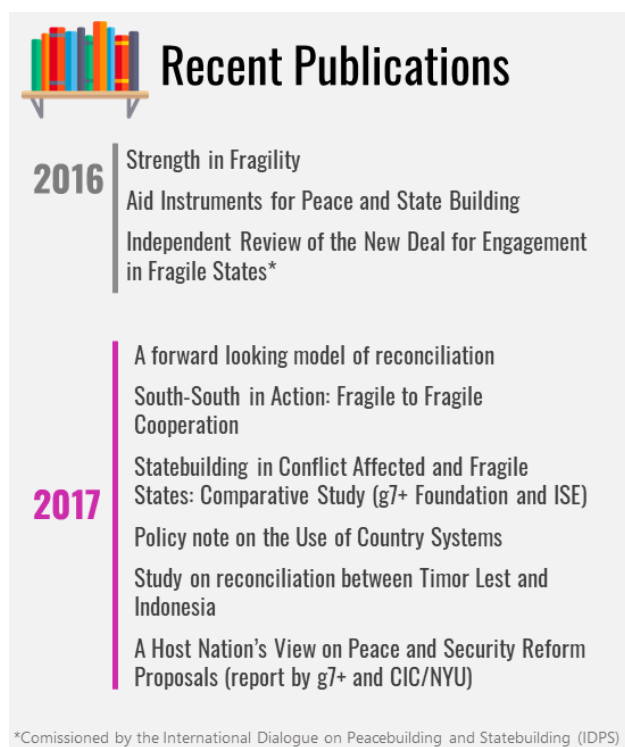 Recent Publications
2016
Strength in Fragility
Aid Instruments for Peace and State Building
Independent Review of the New Deal for Engagement
in Fragile States*
2017
A forward looking model of reconciliation
South-South in Action: Fragile to Fragile
Cooperation
Statebuilding in Conflict Affected and Fragile
States: Comparative Study (g7+ Foundation and ISE)
Policy note on the Use of Country Systems
Study on reconciliation between Timor Lest and
Indonesia
A Host Nation's View on Peace and Security Reform
Proposals (report by g7+ and CIC/NYU)
*Comissioned by the International Dialogue on Peacebuilding and Statebuilding (IDPS)